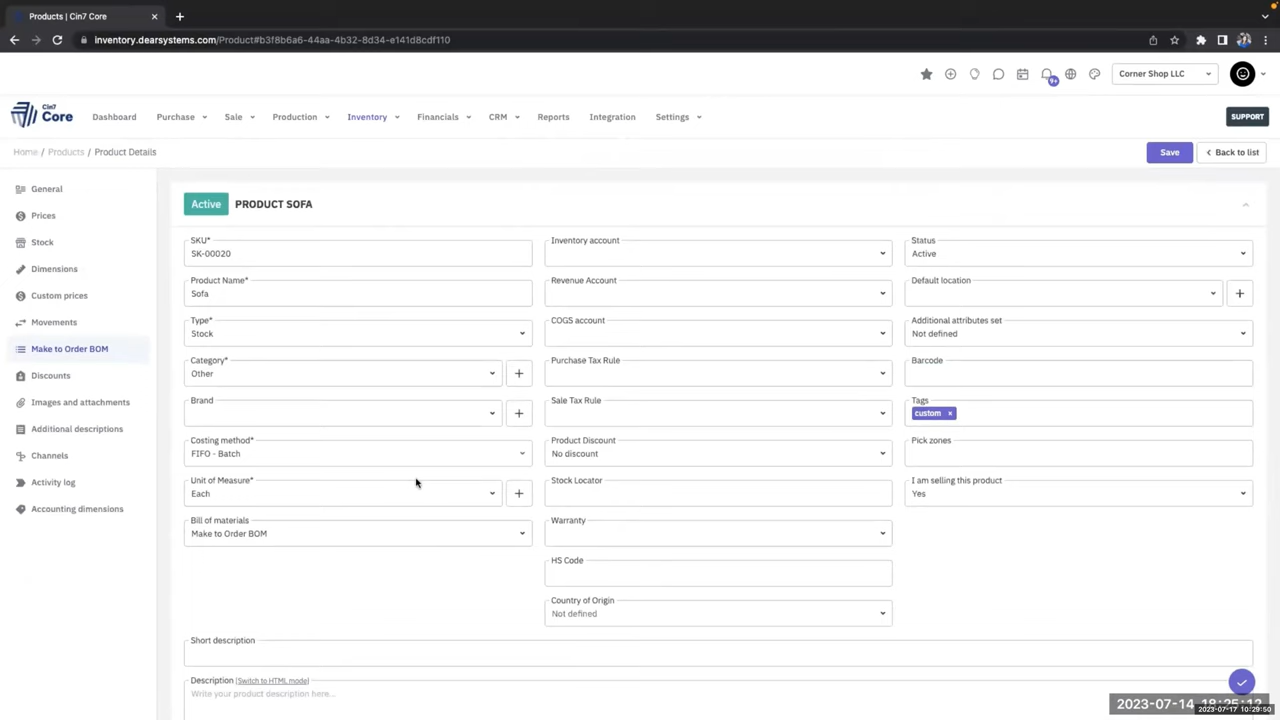 Products | Cin7 Core
inventory.dearsystems.com/Product#b3f8b6a6-44aa-4b32-8d34-e141d8cdf110
9+
Corner Shop LLC
Cin7 Core
Dashboard Purchase Sale Production Inventory Financials CRM Reports Integration Settings SUPPORT
Home / Products / Product Details
Save
Back to list
General
Prices
Stock
Dimensions
Custom prices
Movements
Make to Order BOM
Discounts
Images and attachments
Additional descriptions
Channels
Activity log
Accounting dimensions
Active PRODUCT SOFA
SKU*
SK-00020
Product Name*
Sofa
Type*
Stock
Category*
Other
Brand
Costing method*
FIFO - Batch
Unit of Measure*
Each
Bill of materials
Make to Order BOM
Inventory account
Revenue Account
COGS account
Purchase Tax Rule
Sale Tax Rule
Product Discount
No discount
Stock Locator
Warranty
HS Code
Country of Origin
Not defined
Status
Active
Default location
Additional attributes set
Not defined
Barcode
Tags
custom ×
Pick zones
I am selling this product
Yes
Short description
Description [Switch to HTML mode]
Write your product description here...
2023-07-14
2023-07-17 10:29:50